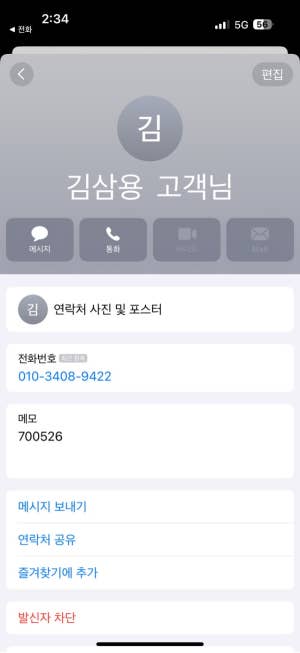 2:34
5G
56
◀ 전화
편집
김
김삼용 고객님
메시지
통화
Mail
김
연락처 사진 및 포스터
전화번호
010-3408-9422
메모
700526
메시지 보내기
연락처 공유
즐겨찾기에 추가
발신자 차단